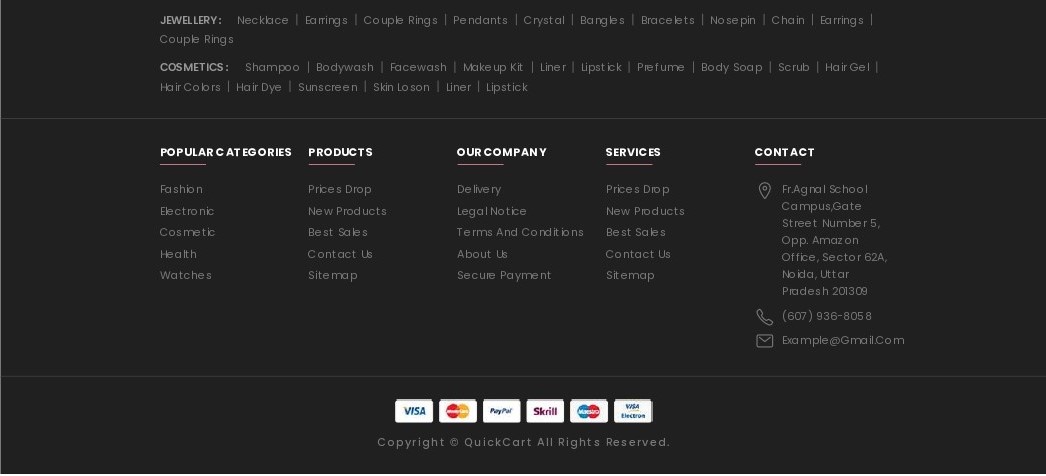 JEWELLERY : Necklace | Earrings | Couple Rings | Pendants | Crystal | Bangles | Bracelets | Nosepin | Chain | Earrings |
Couple Rings
COSMETICS : Shampoo | Bodywash | Facewash | Makeup Kit | Liner | Lipstick | Prefume | Body Soap | Scrub | Hair Gel |
Hair Colors | Hair Dye | Sunscreen | Skin Loson | Liner | Lipstick
POPULAR CATEGORIES
Fashion
Electronic
Cosmetic
Health
Watches
PRODUCTS
Prices Drop
New Products
Best Sales
Contact Us
Sitemap
OUR COMPANY
Delivery
Legal Notice
Terms And Conditions
About Us
Secure Payment
SERVICES
Prices Drop
New Products
Best Sales
Contact Us
Sitemap
CONTACT
Fr.Agnal School
Campus,Gate
Street Number 5,
Opp. Amazon
Office, Sector 62A,
Noida, Uttar
Pradesh 201309
(607) 936-8058
Example@Gmail.Com
VISA MasterCard PayPal Skrill Maestro VISA Electron
Copyright © QuickCart All Rights Reserved.